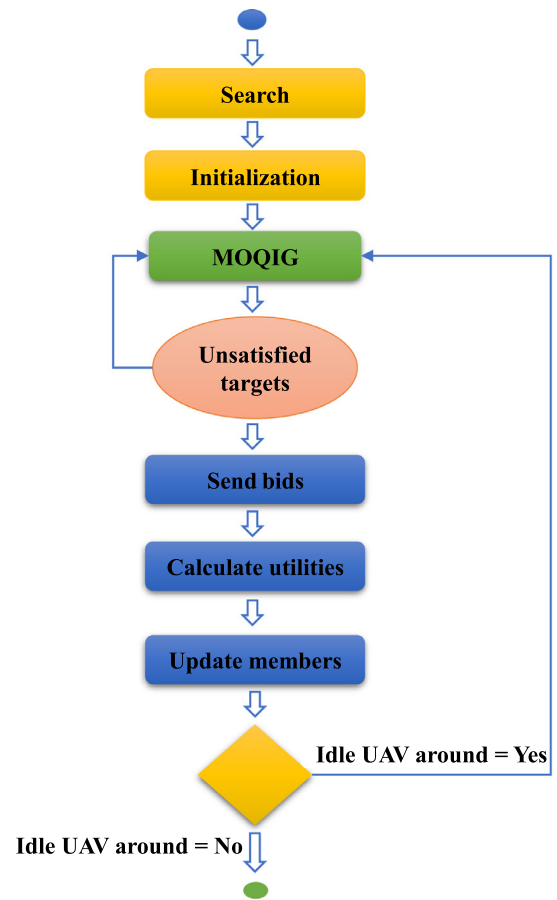 Search
Initialization
MOQIG
Unsatisfied
targets
Send bids
Calculate utilities
Update members
Idle UAV around = Yes
Idle UAV around = No